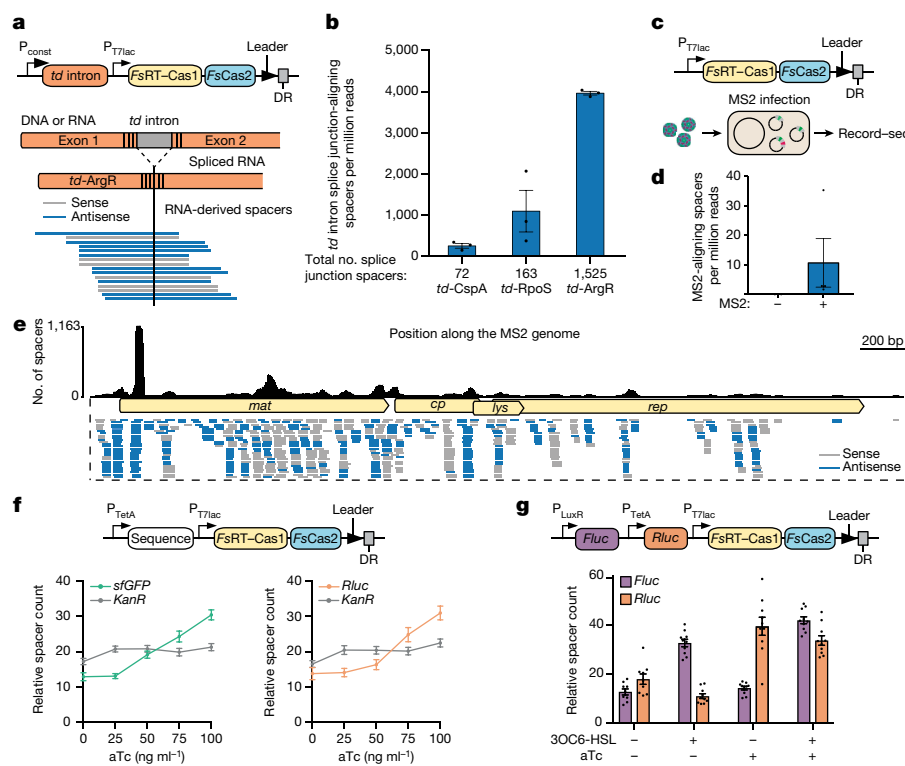 a
P_const
P_T7lac
Leader
td intron
FsRT–Cas1
FsCas2
DR
DNA or RNA
td intron
Exon 1
Exon 2
Spliced RNA
td-ArgR
Sense
Antisense
RNA-derived spacers
b
td intron splice junction-aligning
spacers per million reads
5,000
4,000
3,000
2,000
1,000
0
Total no. splice
junction spacers:
72
163
1,525
td-CspA
td-RpoS
td-ArgR
c
P_T7lac
Leader
FsRT–Cas1
FsCas2
DR
MS2 infection
Record–seq
d
MS2-aligning spacers
per million reads
40
30
20
10
0
MS2:
–
+
e
No. of spacers
1,163
0
Position along the MS2 genome
200 bp
mat
cp
lys
rep
Sense
Antisense
f
P_TetA
P_T7lac
Leader
Sequence
FsRT–Cas1
FsCas2
DR
Relative spacer count
40
30
20
10
0
sfGFP
KanR
0
25
50
75
100
aTc (ng ml⁻¹)
Relative spacer count
40
30
20
10
0
Rluc
KanR
0
25
50
75
100
aTc (ng ml⁻¹)
g
P_LuxR
P_TetA
P_T7lac
Leader
Fluc
Rluc
FsRT–Cas1
FsCas2
DR
Relative spacer count
60
40
20
0
Fluc
Rluc
3OC6-HSL
–
+
–
+
aTc
–
–
+
+